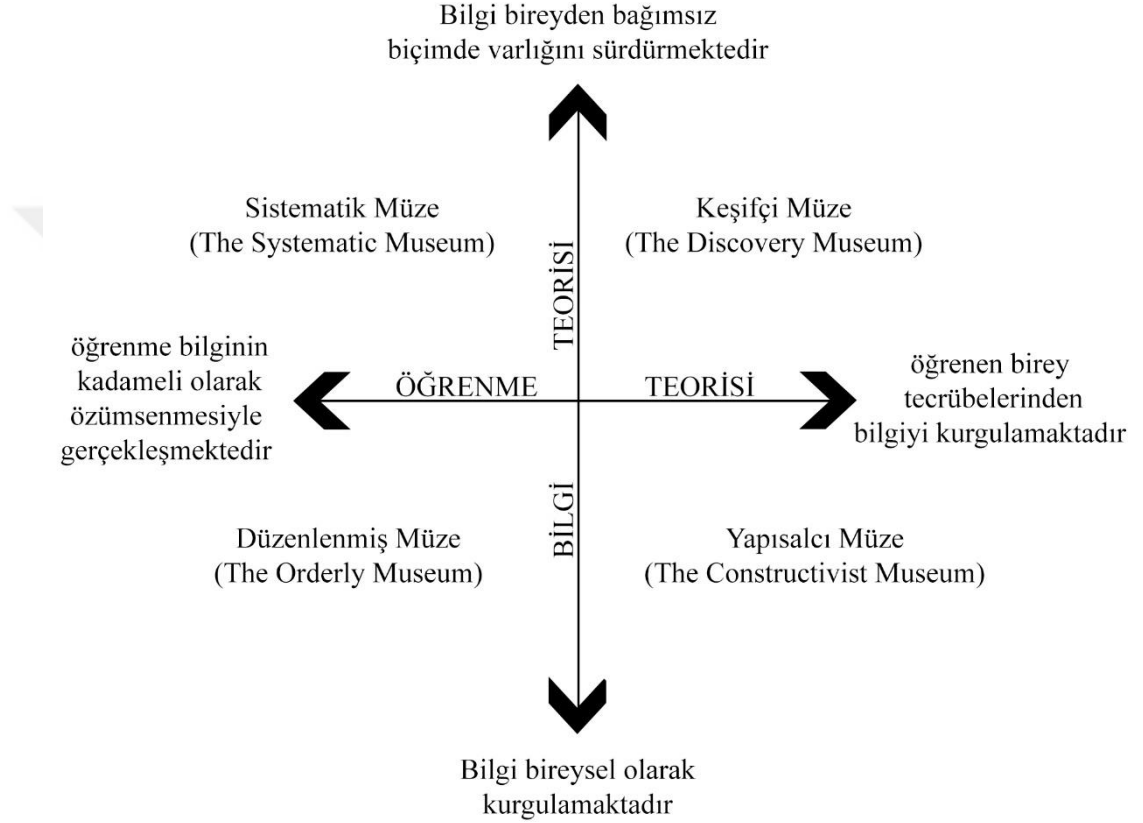 Bilgi bireyden bağımsız
biçimde varlığını sürdürmektedir
Sistematik Müze
(The Systematic Museum)
Keşifçi Müze
(The Discovery Museum)
TEORİSİ
öğrenme bilginin
kadameli olarak
özümsenmesiyle
gerçekleşmektedir
ÖĞRENME
TEORİSİ
öğrenen birey
tecrübelerinden
bilgiyi kurgulamaktadır
BİLGİ
Düzenlenmiş Müze
(The Orderly Museum)
Yapısalcı Müze
(The Constructivist Museum)
Bilgi bireysel olarak
kurgulamaktadır